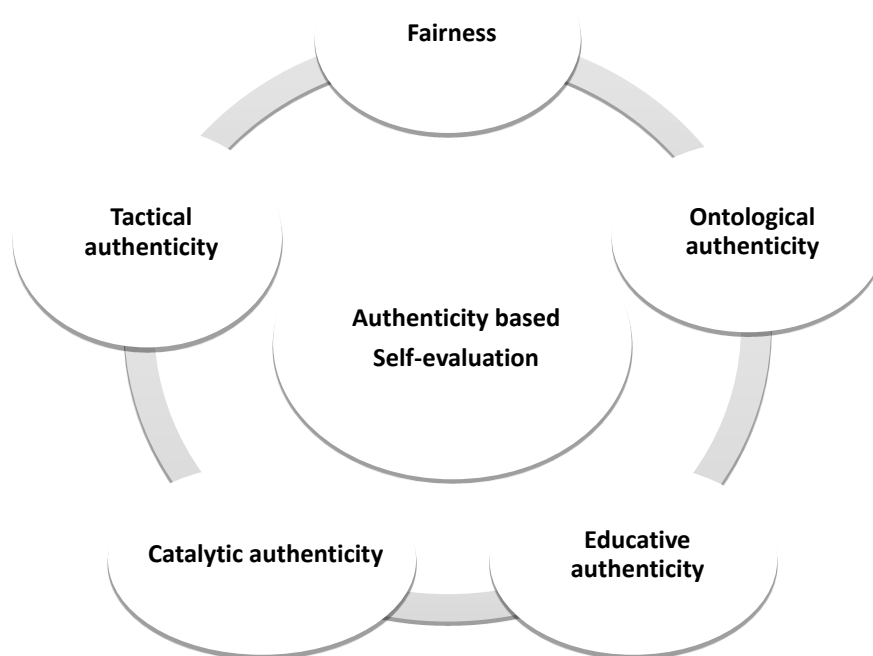 Fairness
Tactical
authenticity
Ontological
authenticity
Authenticity based
Self-evaluation
Catalytic authenticity
Educative
authenticity